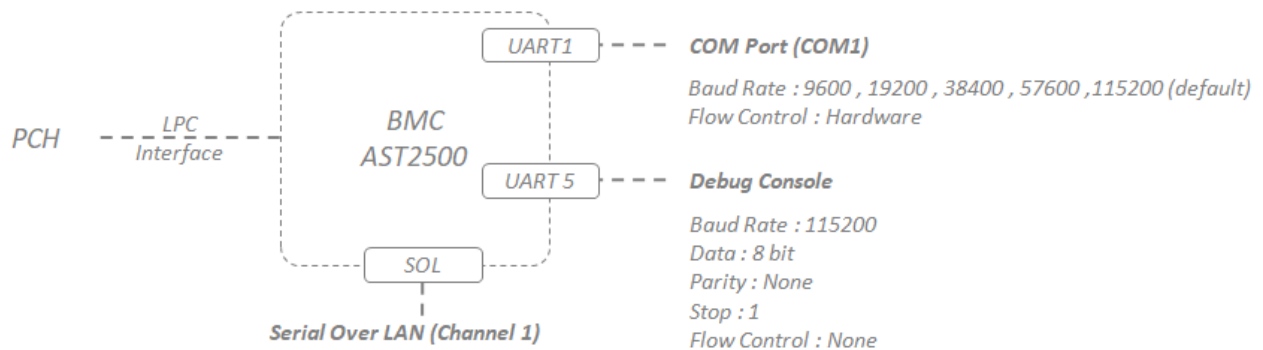 PCH
LPC
Interface
BMC
AST2500
UART1
COM Port (COM1)
Baud Rate : 9600 , 19200 , 38400 , 57600 ,115200 (default)
Flow Control : Hardware
UART 5
Debug Console
Baud Rate : 115200
Data : 8 bit
Parity : None
Stop : 1
Flow Control : None
SOL
Serial Over LAN (Channel 1)